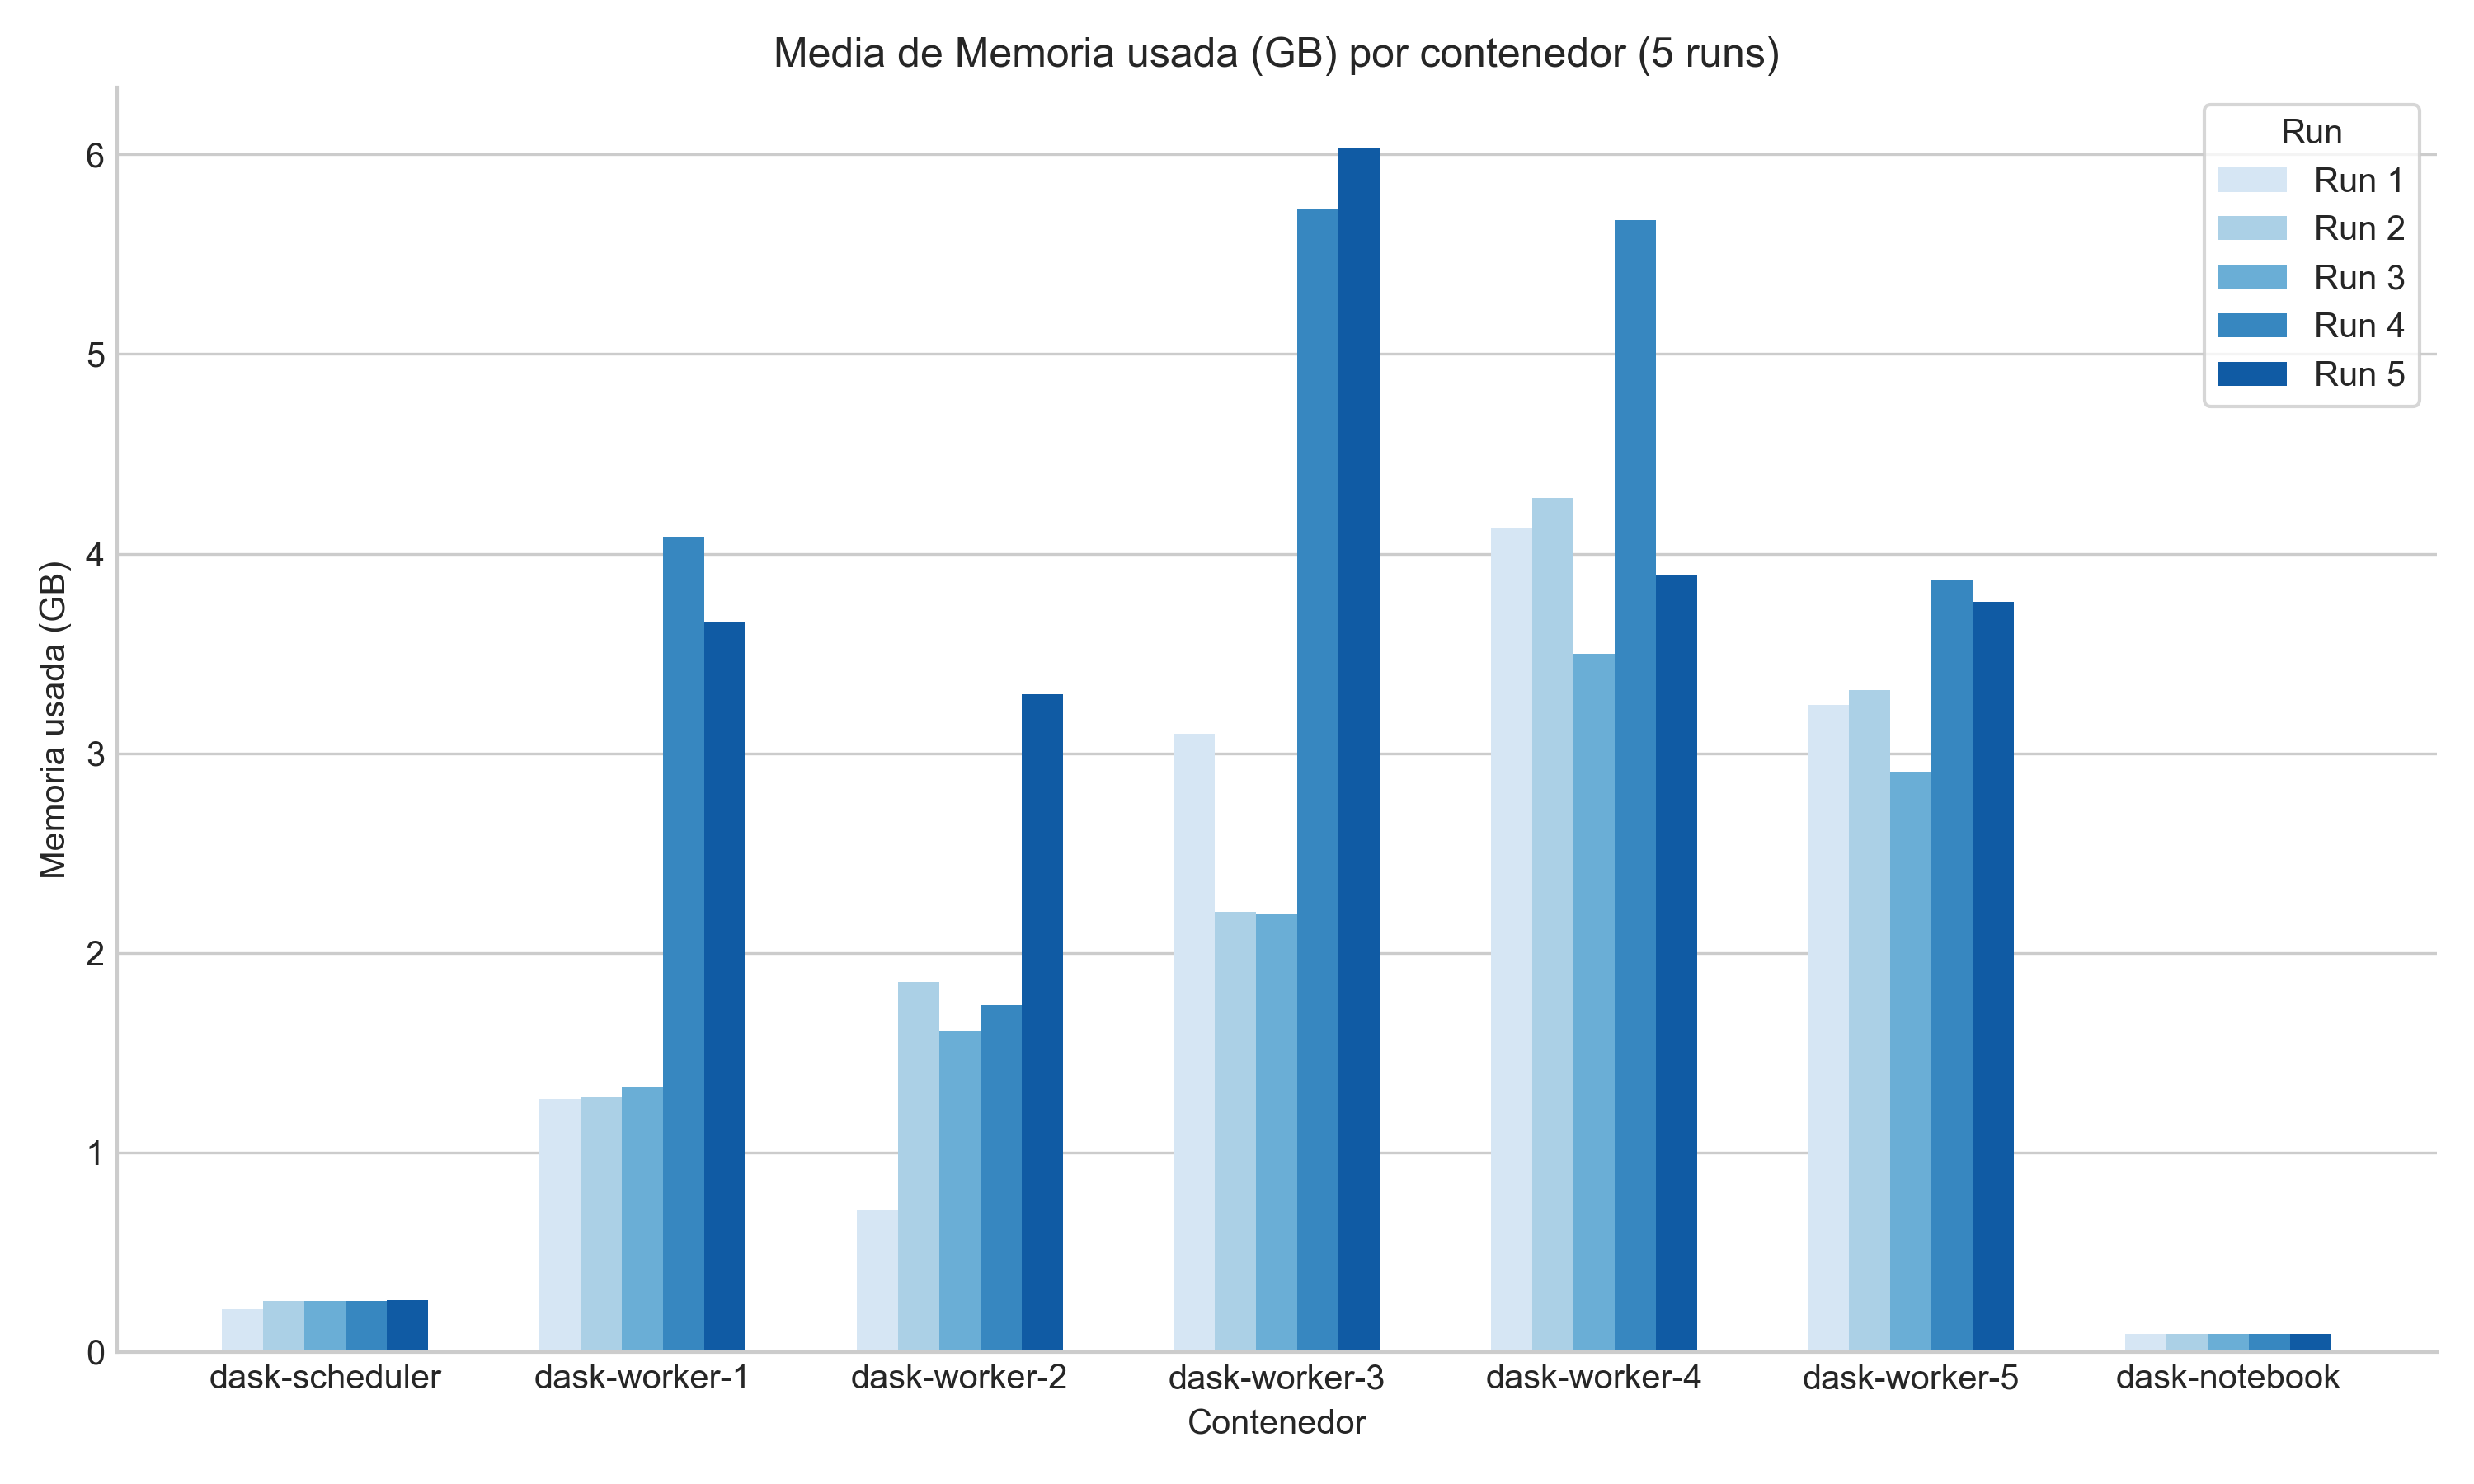 Media de Memoria usada (GB) por contenedor (5 runs)
Run
Run 1
Run 2
Run 3
Run 4
Run 5
Memoria usada (GB)
6
5
4
3
2
1
0
dask-scheduler
dask-worker-1
dask-worker-2
dask-worker-3
dask-worker-4
dask-worker-5
dask-notebook
Contenedor